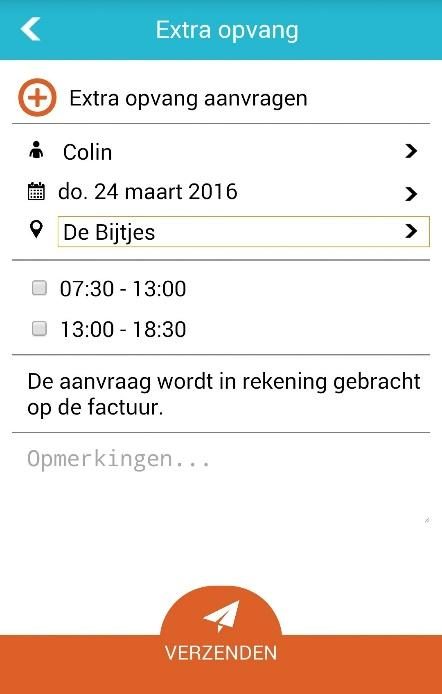 Extra opvang
Extra opvang aanvragen
Colin
do. 24 maart 2016
De Bijtjes
07:30 - 13:00
13:00 - 18:30
De aanvraag wordt in rekening gebracht
op de factuur.
Opmerkingen...
VERZENDEN